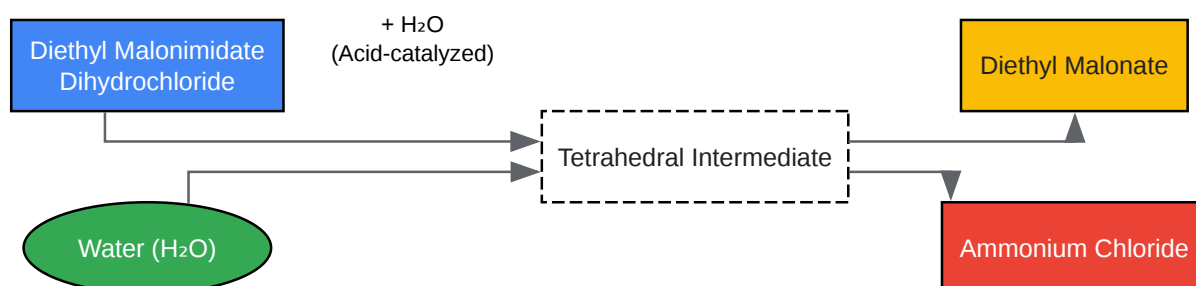 Diethyl Malonimidate
Dihydrochloride
+ H₂O
(Acid-catalyzed)
Diethyl Malonate
Tetrahedral Intermediate
Water (H₂O)
Ammonium Chloride